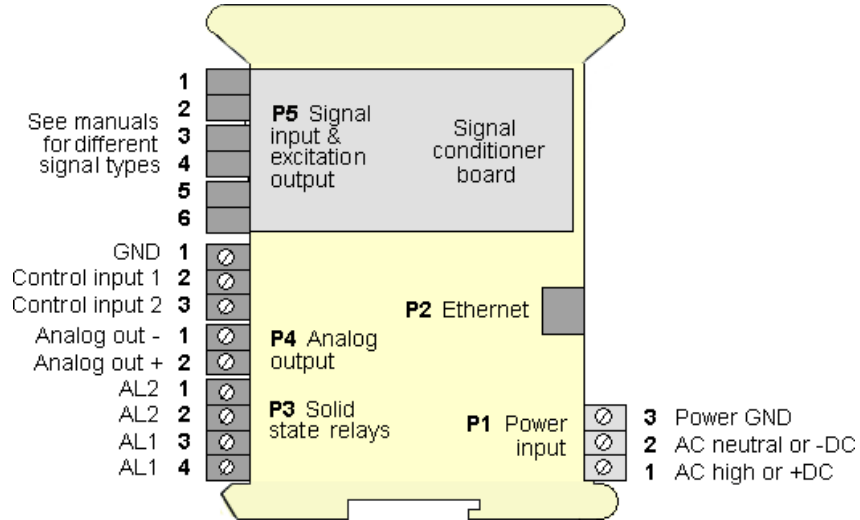 1
2
See manuals
for different
signal types
3
4
5
6
P5 Signal
input &
excitation
output
Signal
conditioner
board
GND 1
Control input 1 2
Control input 2 3
P2 Ethernet
Analog out - 1
Analog out + 2
P4 Analog
output
AL2 1
AL2 2
AL1 3
AL1 4
P3 Solid
state relays
P1 Power
input
3 Power GND
2 AC neutral or -DC
1 AC high or +DC